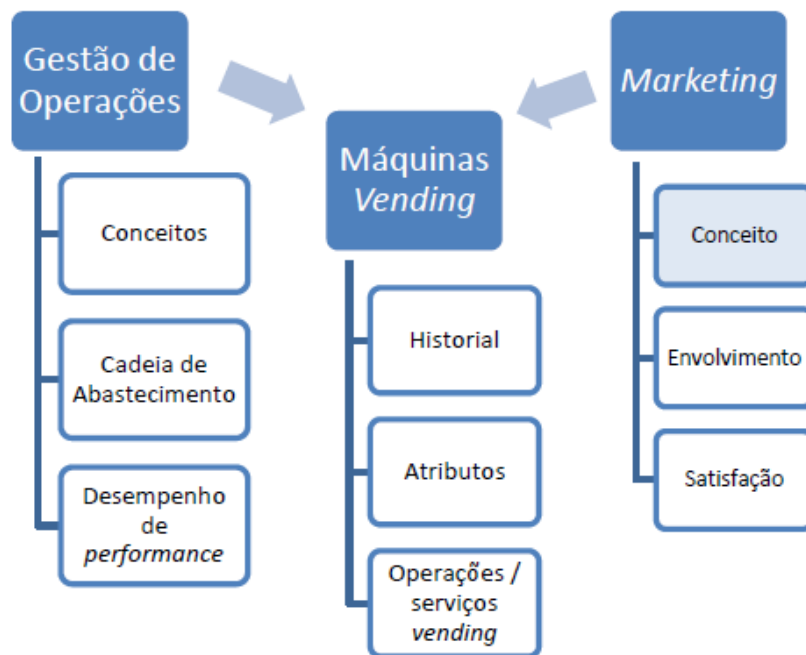 Gestão de
Operações
Conceitos
Cadeia de
Abastecimento
Desempenho
de
performance
Máquinas
Vending
Historial
Atributos
Operações /
serviços
vending
Marketing
Conceito
Envolvimento
Satisfação